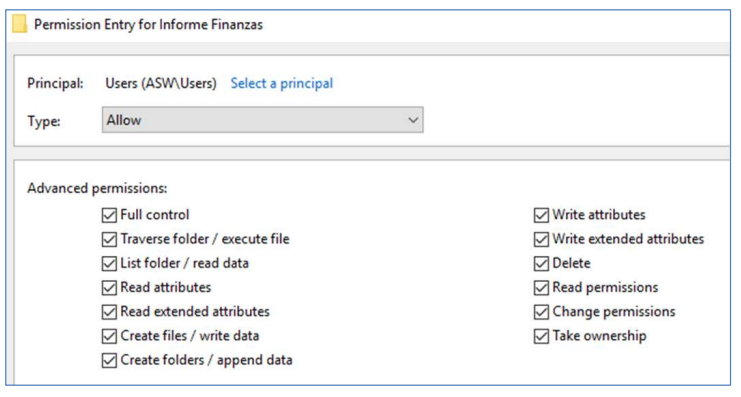 Permission Entry for Informe Finanzas
Principal: Users (ASW\Users) Select a principal
Type: Allow
Advanced permissions:
Full control
Traverse folder / execute file
List folder / read data
Read attributes
Read extended attributes
Create files / write data
Create folders / append data
Write attributes
Write extended attributes
Delete
Read permissions
Change permissions
Take ownership